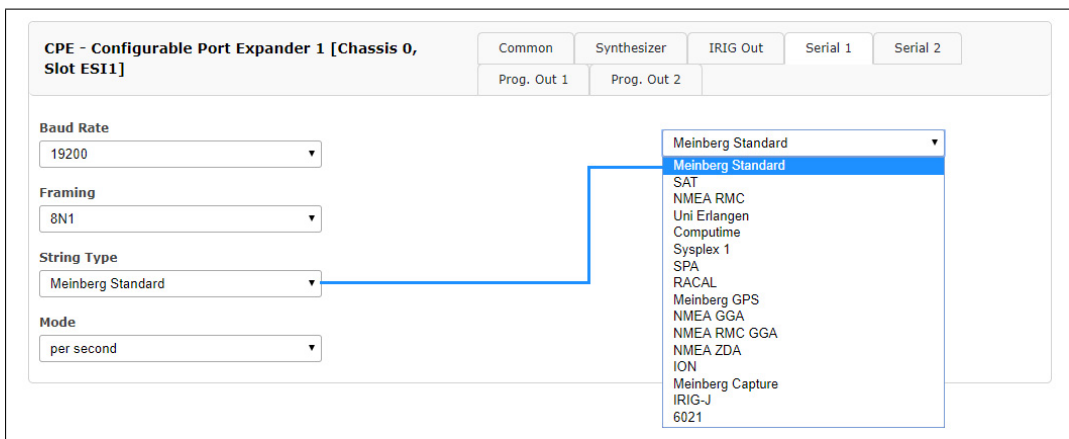 CPE - Configurable Port Expander 1 [Chassis 0,
Slot ESI1]
Common
Synthesizer
IRIG Out
Serial 1
Serial 2
Prog. Out 1
Prog. Out 2
Baud Rate
19200
Framing
8N1
String Type
Meinberg Standard
Mode
per second
Meinberg Standard
Meinberg Standard
SAT
NMEA RMC
Uni Erlangen
Computime
Sysplex 1
SPA
RACAL
Meinberg GPS
NMEA GGA
NMEA RMC GGA
NMEA ZDA
ION
Meinberg Capture
IRIG-J
6021